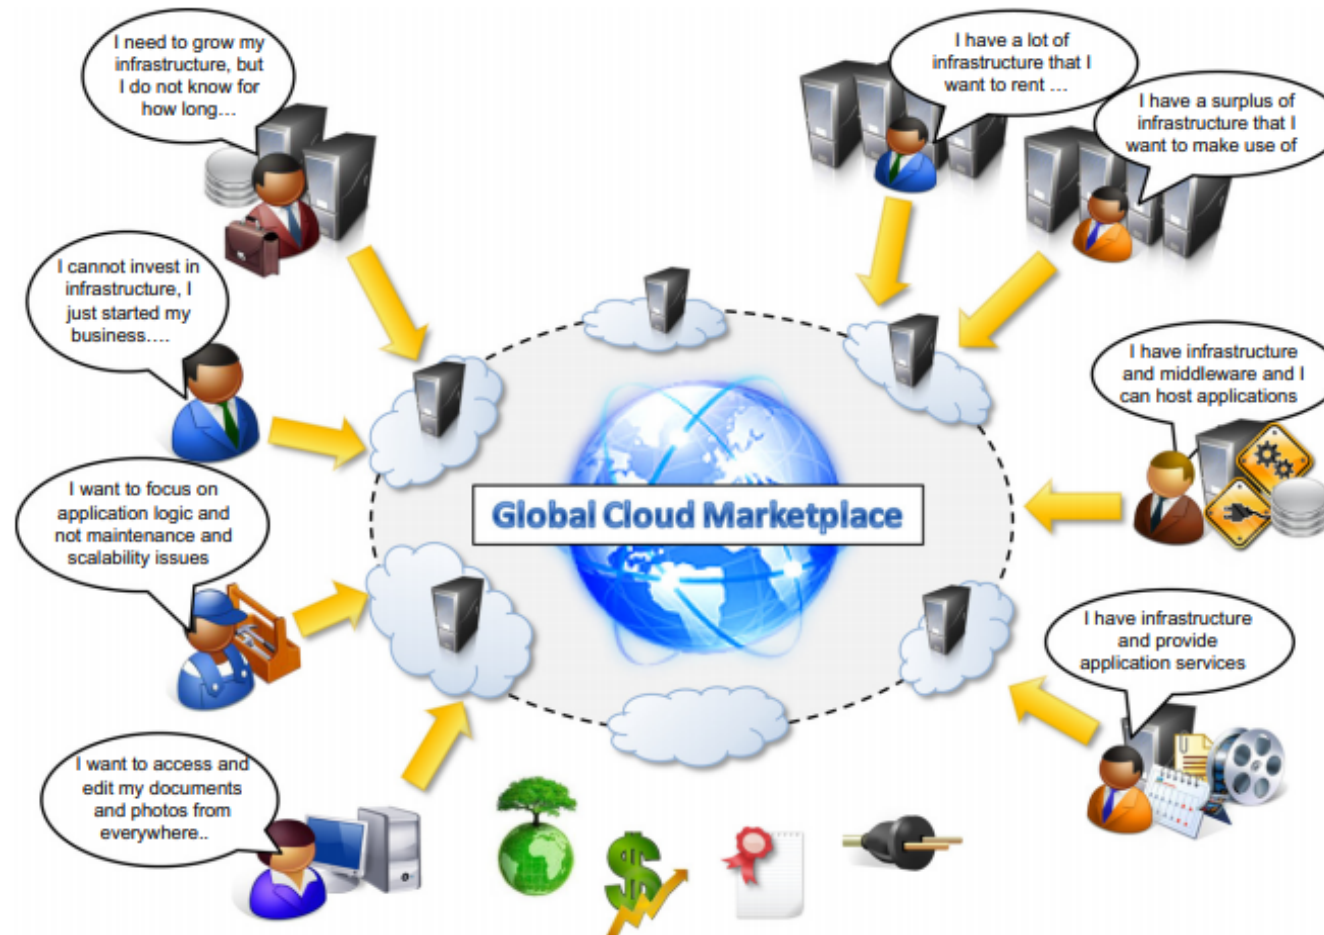 I need to grow my
infrastructure, but
I do not know for
how long…
I have a lot of
infrastructure that I
want to rent …
I have a surplus of
infrastructure that I
want to make use of
I cannot invest in
infrastructure, I
just started my
business….
I have infrastructure
and middleware and I
can host applications
I want to focus on
application logic and
not maintenance and
scalability issues
Global Cloud Marketplace
I have infrastructure
and provide
application services
I want to access and
edit my documents
and photos from
everywhere..
$